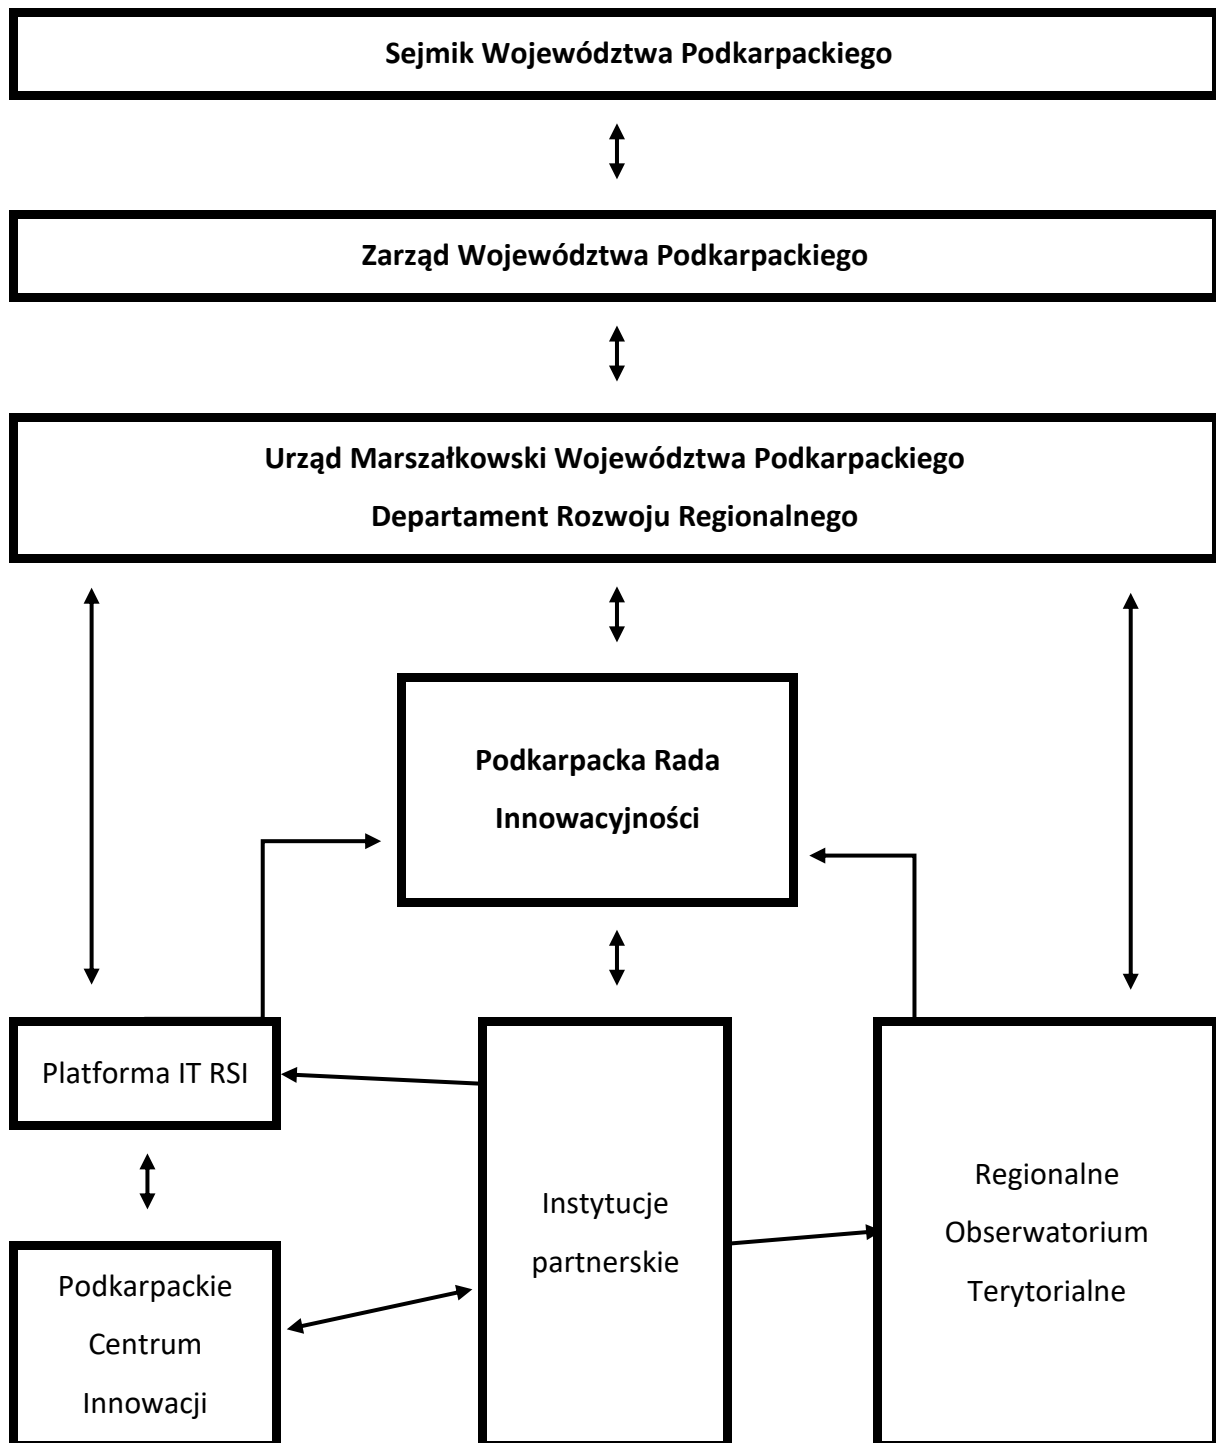 Sejmik Województwa Podkarpackiego
Zarząd Województwa Podkarpackiego
Urząd Marszałkowski Województwa Podkarpackiego
Departament Rozwoju Regionalnego
Podkarpacka Rada
Innowacyjności
Platforma IT RSI
Instytucje
partnerskie
Regionalne
Obserwatorium
Terytorialne
Podkarpackie
Centrum
Innowacji